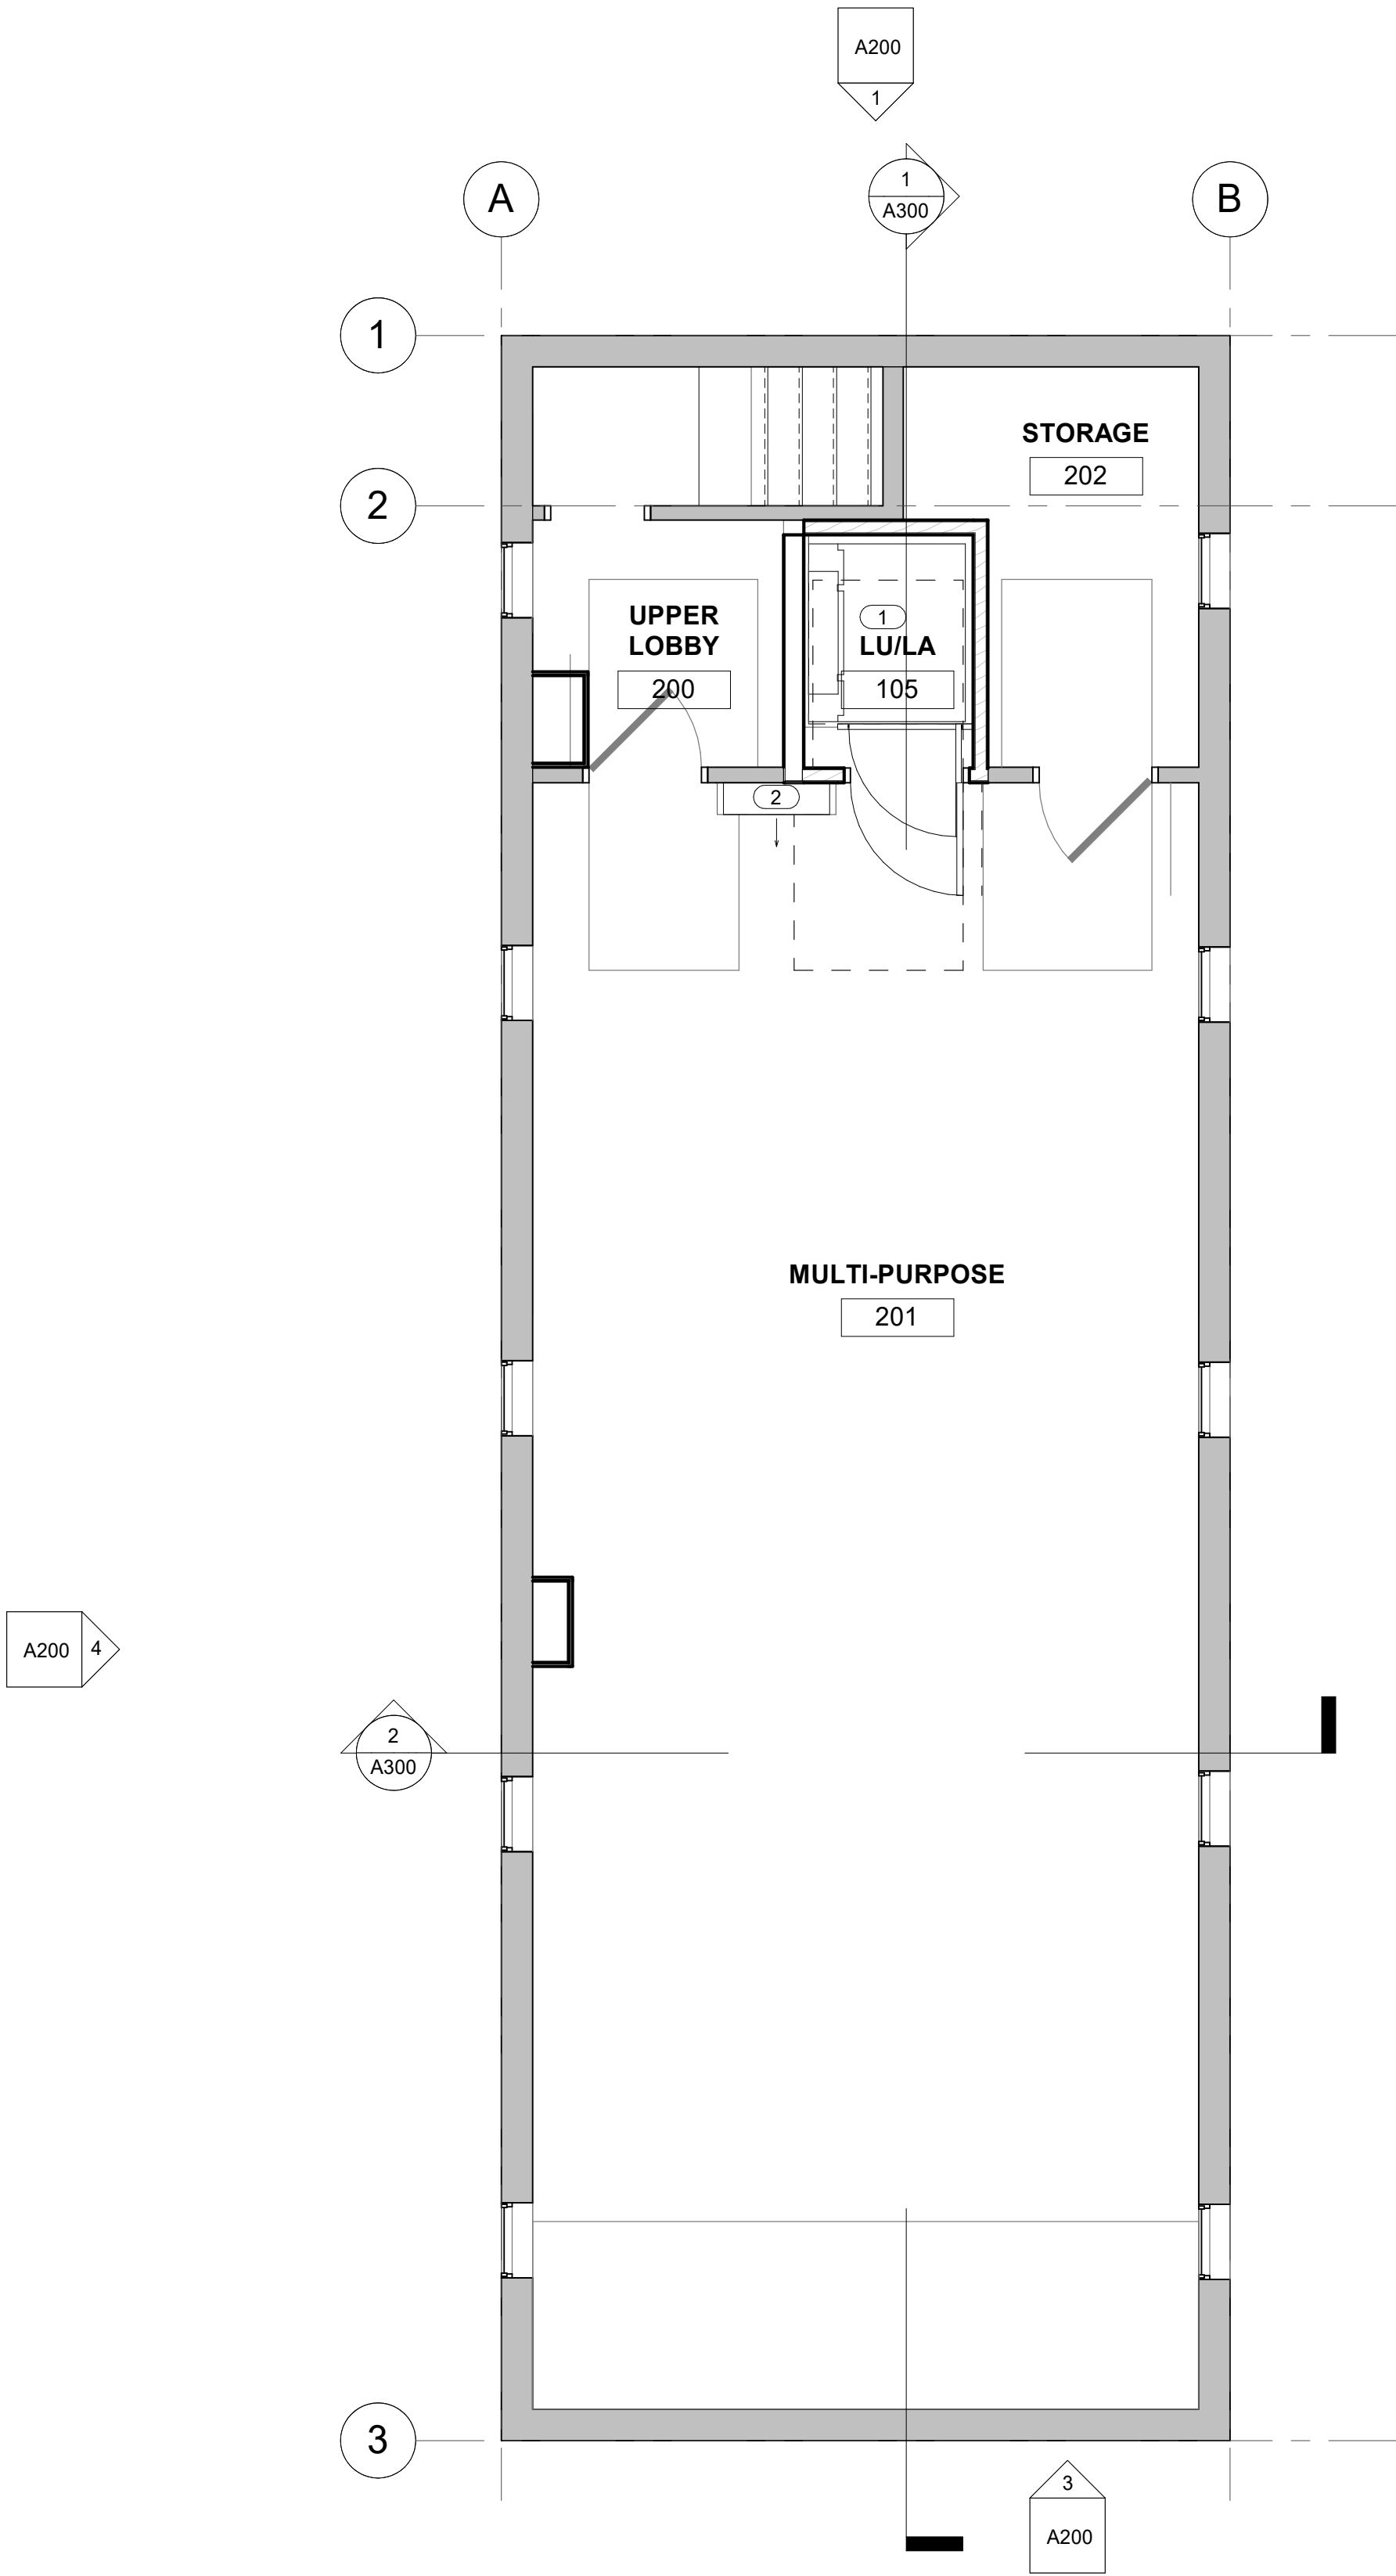 A200
1
A
1
A300
B
1
STORAGE
202
2
UPPER
LOBBY
200
1
LU/LA
105
2
MULTI-PURPOSE
201
A200
4
2
A300
3
3
A200